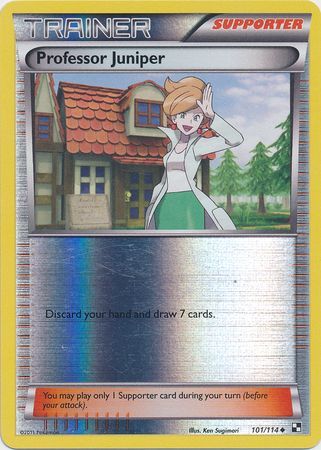 TRAINER
SUPPORTER
Professor Juniper
Discard your hand and draw 7 cards.
You may play only 1 Supporter card during your turn (before
your attack).
©2011 Pokémon
Illus. Ken Sugimori
101/114